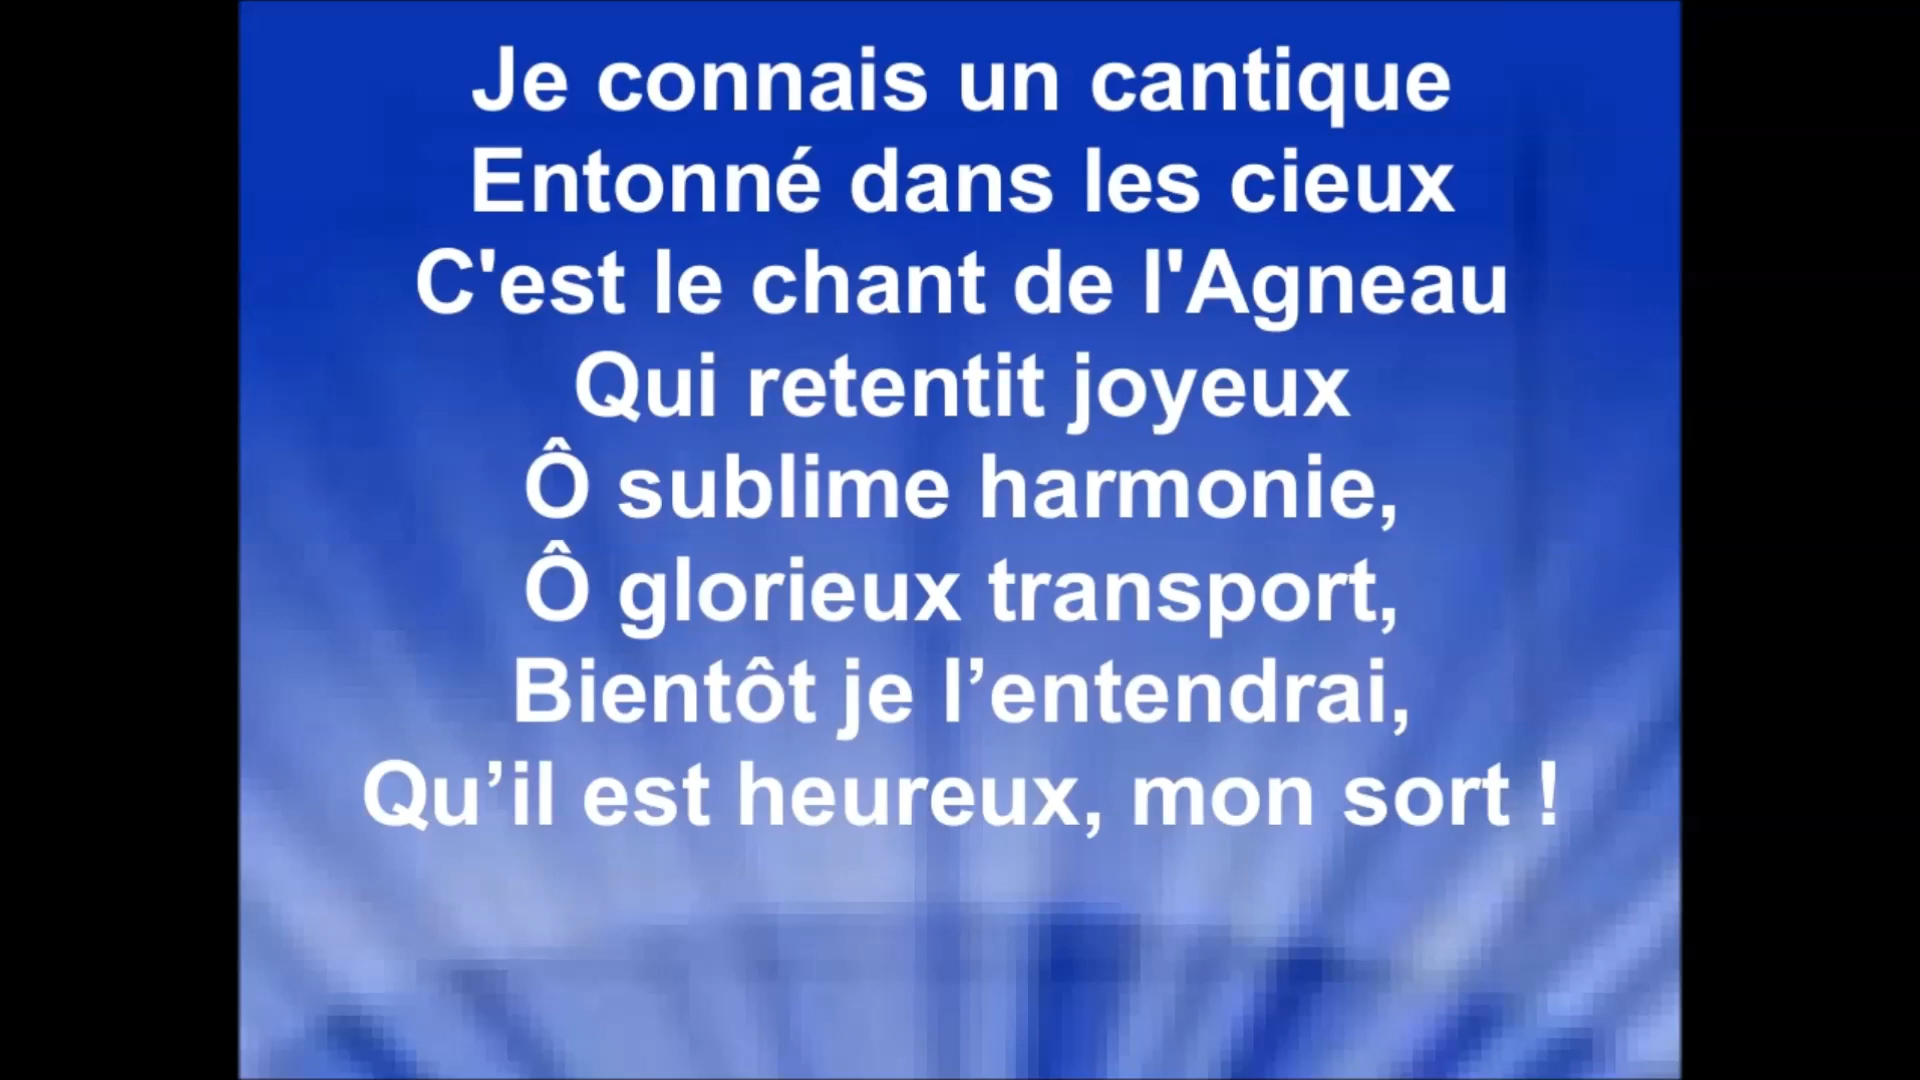 Je connais un cantique
Entonné dans les cieux
C'est le chant de l'Agneau
Qui retentit joyeux
Ô sublime harmonie,
Ô glorieux transport,
Bientôt je l’entendrai,
Qu’il est heureux, mon sort !